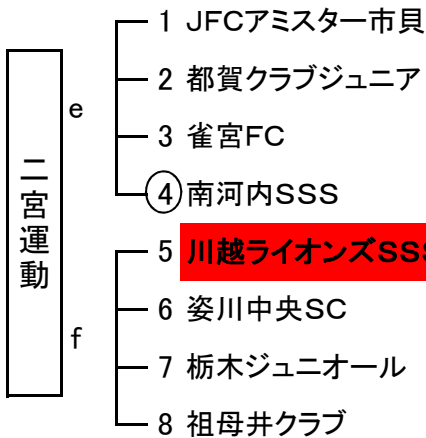 二宮運動
e
1 JFCアミスター市貝
2 都賀クラブジュニア
3 雀宮FC
④南河内SSS
f
5 川越ライオンズSSS
6 姿川中央SC
7 栃木ジュニオール
8 祖母井クラブ